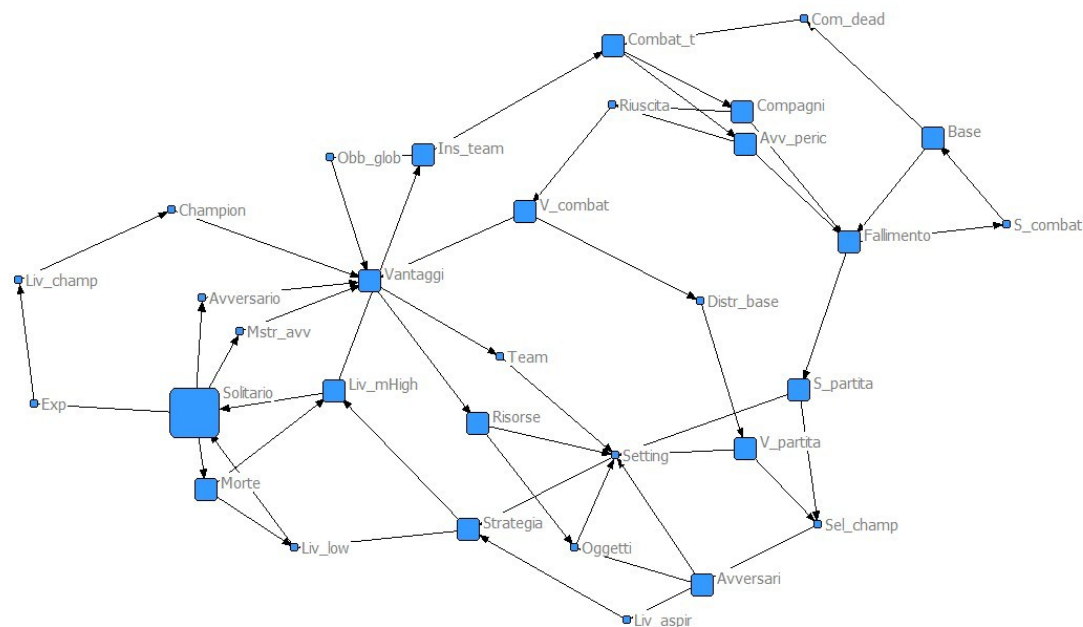 Com_dead
Combat_t
Riuscita
Compagni
Avv_peric
Base
Obb_glob
Ins_team
Champion
V_combat
S_combat
Fallimento
Liv_champ
Avversario
Vantaggi
Distr_base
Mstr_avv
Team
Exp
Solitario
Liv_mHigh
S_partita
Risorse
V_partita
Setting
Morte
Strategia
Sel_champ
Liv_low
Oggetti
Avversari
Liv_aspir